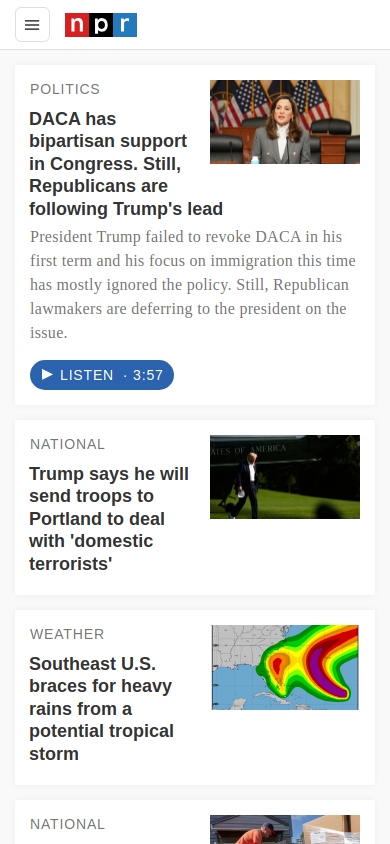 npr
POLITICS
DACA has
bipartisan support
in Congress. Still,
Republicans are
following Trump's lead
President Trump failed to revoke DACA in his
first term and his focus on immigration this time
has mostly ignored the policy. Still, Republican
lawmakers are deferring to the president on the
issue.
LISTEN · 3:57
NATIONAL
Trump says he will
send troops to
Portland to deal
with 'domestic
terrorists'
OF AMERICA
WEATHER
Southeast U.S.
braces for heavy
rains from a
potential tropical
storm
NATIONAL